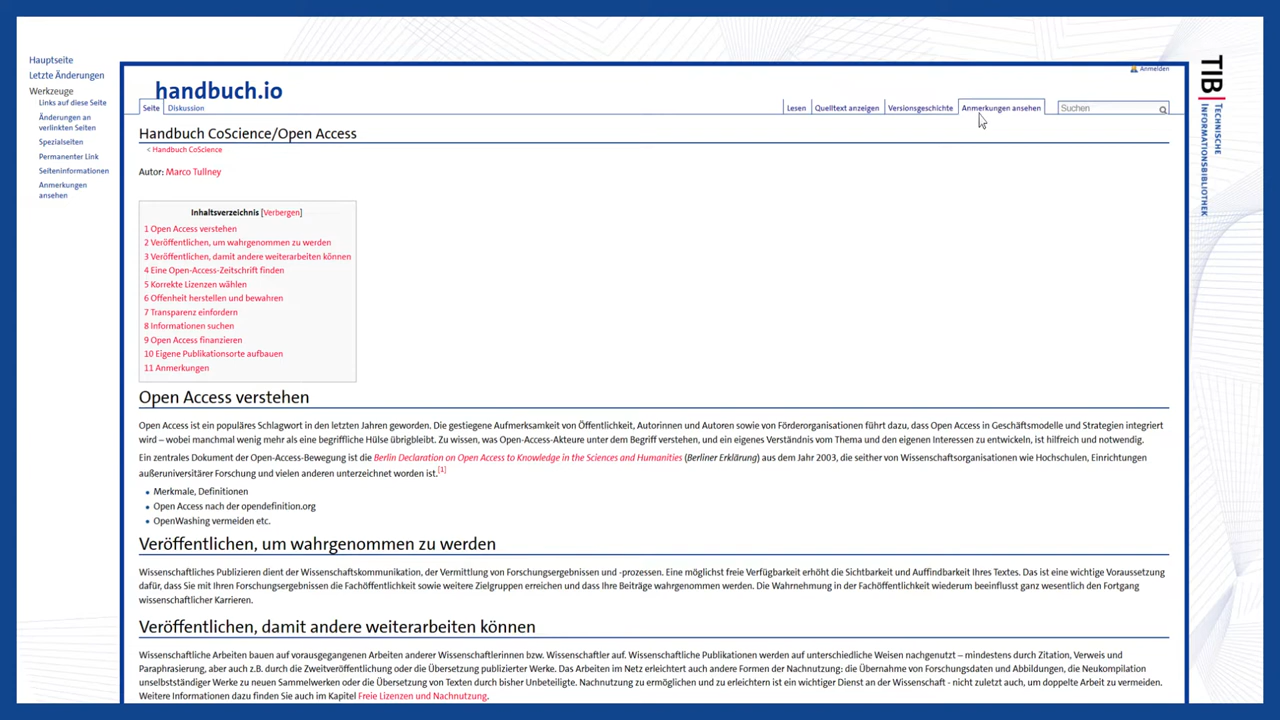 Hauptseite
Letzte Änderungen
Werkzeuge
Links auf diese Seite
Änderungen an
verlinkten Seiten
Spezialseiten
Permanenter Link
Seiteninformationen
Anmerkungen
ansehen
Anmelden
handbuch.io
Seite Diskussion Lesen Quelltext anzeigen Versionsgeschichte Anmerkungen ansehen Suchen
Handbuch CoScience/Open Access
< Handbuch CoScience
Autor: Marco Tullney
Inhaltsverzeichnis [Verbergen]
1 Open Access verstehen
2 Veröffentlichen, um wahrgenommen zu werden
3 Veröffentlichen, damit andere weiterarbeiten können
4 Eine Open-Access-Zeitschrift finden
5 Korrekte Lizenzen wählen
6 Offenheit herstellen und bewahren
7 Transparenz einfordern
8 Informationen suchen
9 Open Access finanzieren
10 Eigene Publikationsorte aufbauen
11 Anmerkungen
Open Access verstehen
Open Access ist ein populäres Schlagwort in den letzten Jahren geworden. Die gestiegene Aufmerksamkeit von Öffentlichkeit, Autorinnen und Autoren sowie von Förderorganisationen führt dazu, dass Open Access in Geschäftsmodelle und Strategien integriert
wird – wobei manchmal wenig mehr als eine begriffliche Hülse übrigbleibt. Zu wissen, was Open-Access-Akteure unter dem Begriff verstehen, und ein eigenes Verständnis vom Thema und den eigenen Interessen zu entwickeln, ist hilfreich und notwendig.
Ein zentrales Dokument der Open-Access-Bewegung ist die Berlin Declaration on Open Access to Knowledge in the Sciences and Humanities (Berliner Erklärung) aus dem Jahr 2003, die seither von Wissenschaftsorganisationen wie Hochschulen, Einrichtungen
außeruniversitärer Forschung und vielen anderen unterzeichnet worden ist.[1]
• Merkmale, Definitionen
• Open Access nach der opendefinition.org
• OpenWashing vermeiden etc.
Veröffentlichen, um wahrgenommen zu werden
Wissenschaftliches Publizieren dient der Wissenschaftskommunikation, der Vermittlung von Forschungsergebnissen und -prozessen. Eine möglichst freie Verfügbarkeit erhöht die Sichtbarkeit und Auffindbarkeit Ihres Textes. Das ist eine wichtige Voraussetzung
dafür, dass Sie mit Ihren Forschungsergebnissen die Fachöffentlichkeit sowie weitere Zielgruppen erreichen und dass Ihre Beiträge wahrgenommen werden. Die Wahrnehmung in der Fachöffentlichkeit wiederum beeinflusst ganz wesentlich den Fortgang
wissenschaftlicher Karrieren.
Veröffentlichen, damit andere weiterarbeiten können
Wissenschaftliche Arbeiten bauen auf vorausgegangenen Arbeiten anderer Wissenschaftlerinnen bzw. Wissenschaftler auf. Wissenschaftliche Publikationen werden auf unterschiedliche Weisen nachgenutzt – mindestens durch Zitation, Verweis und
Paraphrasierung, aber auch z.B. durch die Zweitveröffentlichung oder die Übersetzung publizierter Werke. Das Arbeiten im Netz erleichtert auch andere Formen der Nachnutzung: die Übernahme von Forschungsdaten und Abbildungen, die Neukompilation
unselbstständiger Werke zu neuen Sammelwerken oder die Übersetzung von Texten durch bisher Unbeteiligte. Nachnutzung zu ermöglichen und zu erleichtern ist ein wichtiger Dienst an der Wissenschaft - nicht zuletzt auch, um doppelte Arbeit zu vermeiden.
Weitere Informationen dazu finden Sie auch im Kapitel Freie Lizenzen und Nachnutzung.
TIB
TECHNISCHE
INFORMATIONSBIBLIOTHEK